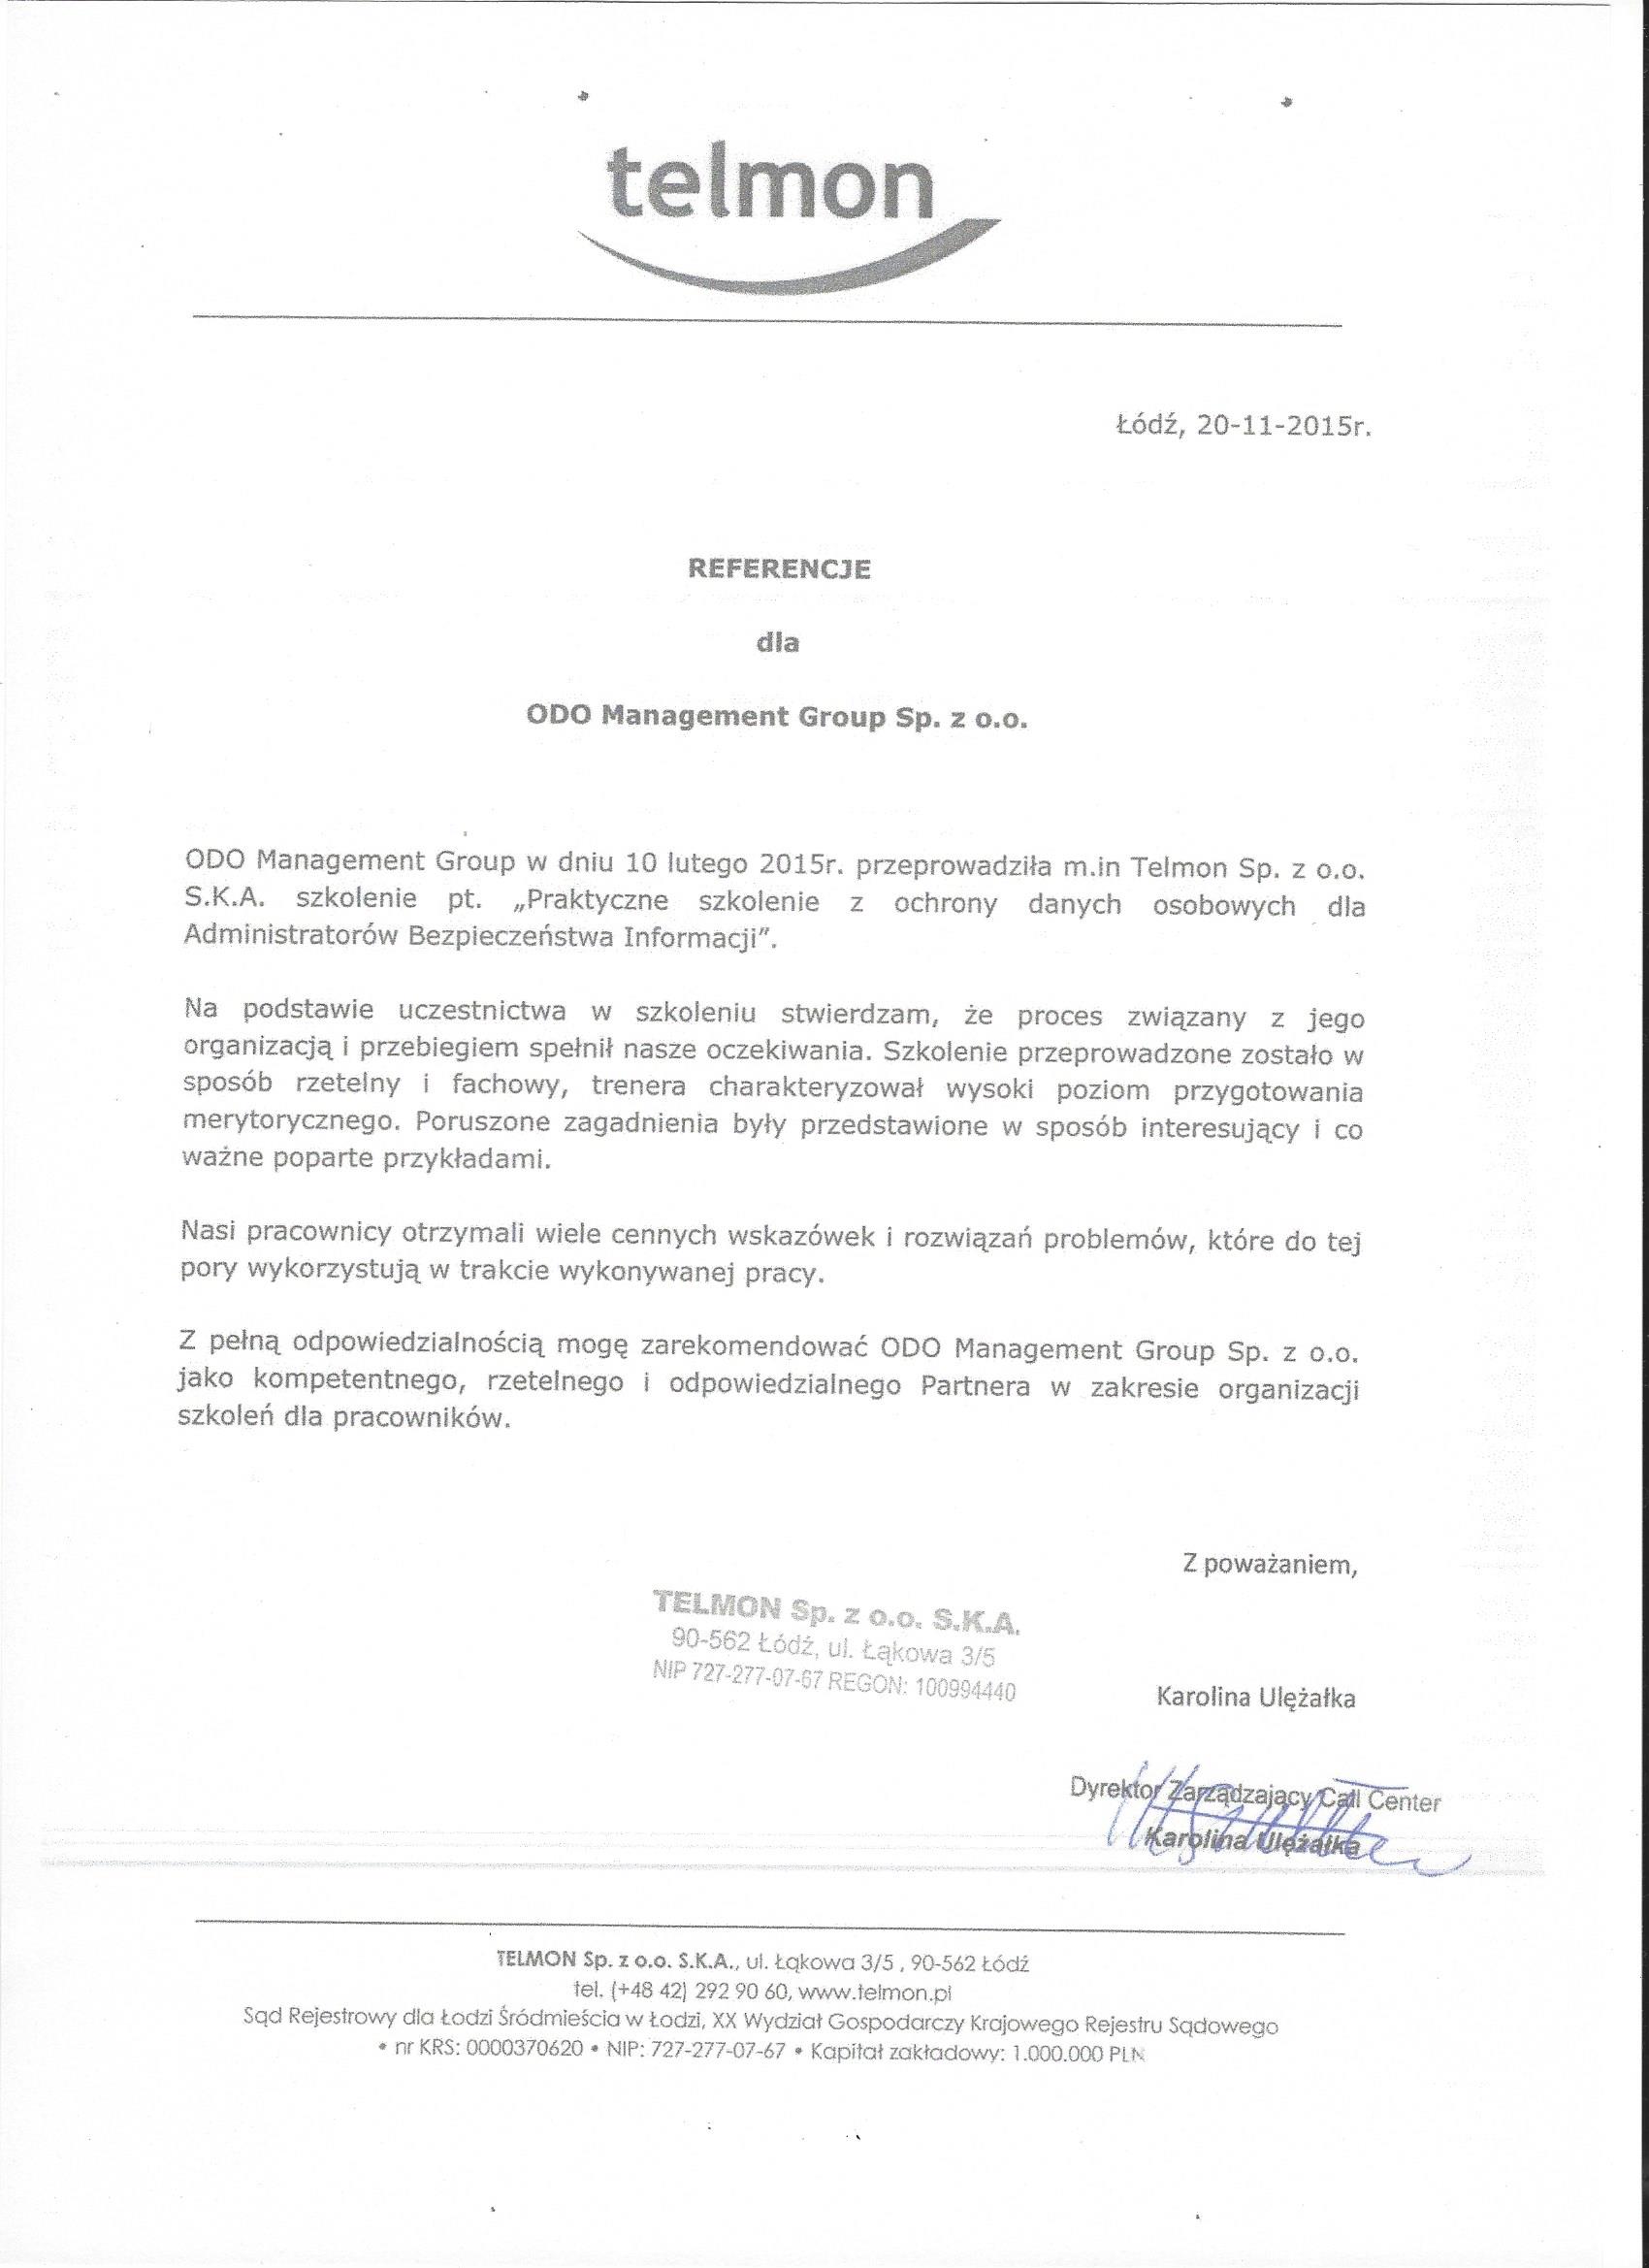 telmon
Łódź, 20-11-2015r.
REFERENCJE
dla
ODO Management Group Sp. z o.o.
ODO Management Group w dniu 10 lutego 2015r. przeprowadziła m.in Telmon Sp. z o.o.
S.K.A. szkolenie pt. „Praktyczne szkolenie z ochrony danych osobowych dla
Administratorów Bezpieczeństwa Informacji”.
Na podstawie uczestnictwa w szkoleniu stwierdzam, że proces związany z jego
organizacją i przebiegiem spełnił nasze oczekiwania. Szkolenie przeprowadzone zostało w
sposób rzetelny i fachowy, trenera charakteryzował wysoki poziom przygotowania
merytorycznego. Poruszone zagadnienia były przedstawione w sposób interesujący i co
ważne poparte przykładami.
Nasi pracownicy otrzymali wiele cennych wskazówek i rozwiązań problemów, które do tej
pory wykorzystują w trakcie wykonywanej pracy.
Z pełną odpowiedzialnością mogę zarekomendować ODO Management Group Sp. z o.o.
jako kompetentnego, rzetelnego i odpowiedzialnego Partnera w zakresie organizacji
szkoleń dla pracowników.
Z poważaniem,
TELMON Sp. z o.o. S.K.A.
90-562 Łódź, ul. Łąkowa 3/5
NIP 727-277-07-67 REGON: 100994440
Karolina Ulężałka
Dyrektor Zarządzający Call Center
Karolina Ulężałka
TELMON Sp. z o.o. S.K.A., ul. Łąkowa 3/5 , 90-562 Łódź
tel. (+48 42) 292 90 60, www.telmon.pl
Sąd Rejestrowy dla Łodzi Śródmieścia w Łodzi, XX Wydział Gospodarczy Krajowego Rejestru Sądowego
• nr KRS: 0000370620 • NIP: 727-277-07-67 • Kapitał zakładowy: 1.000.000 PLN